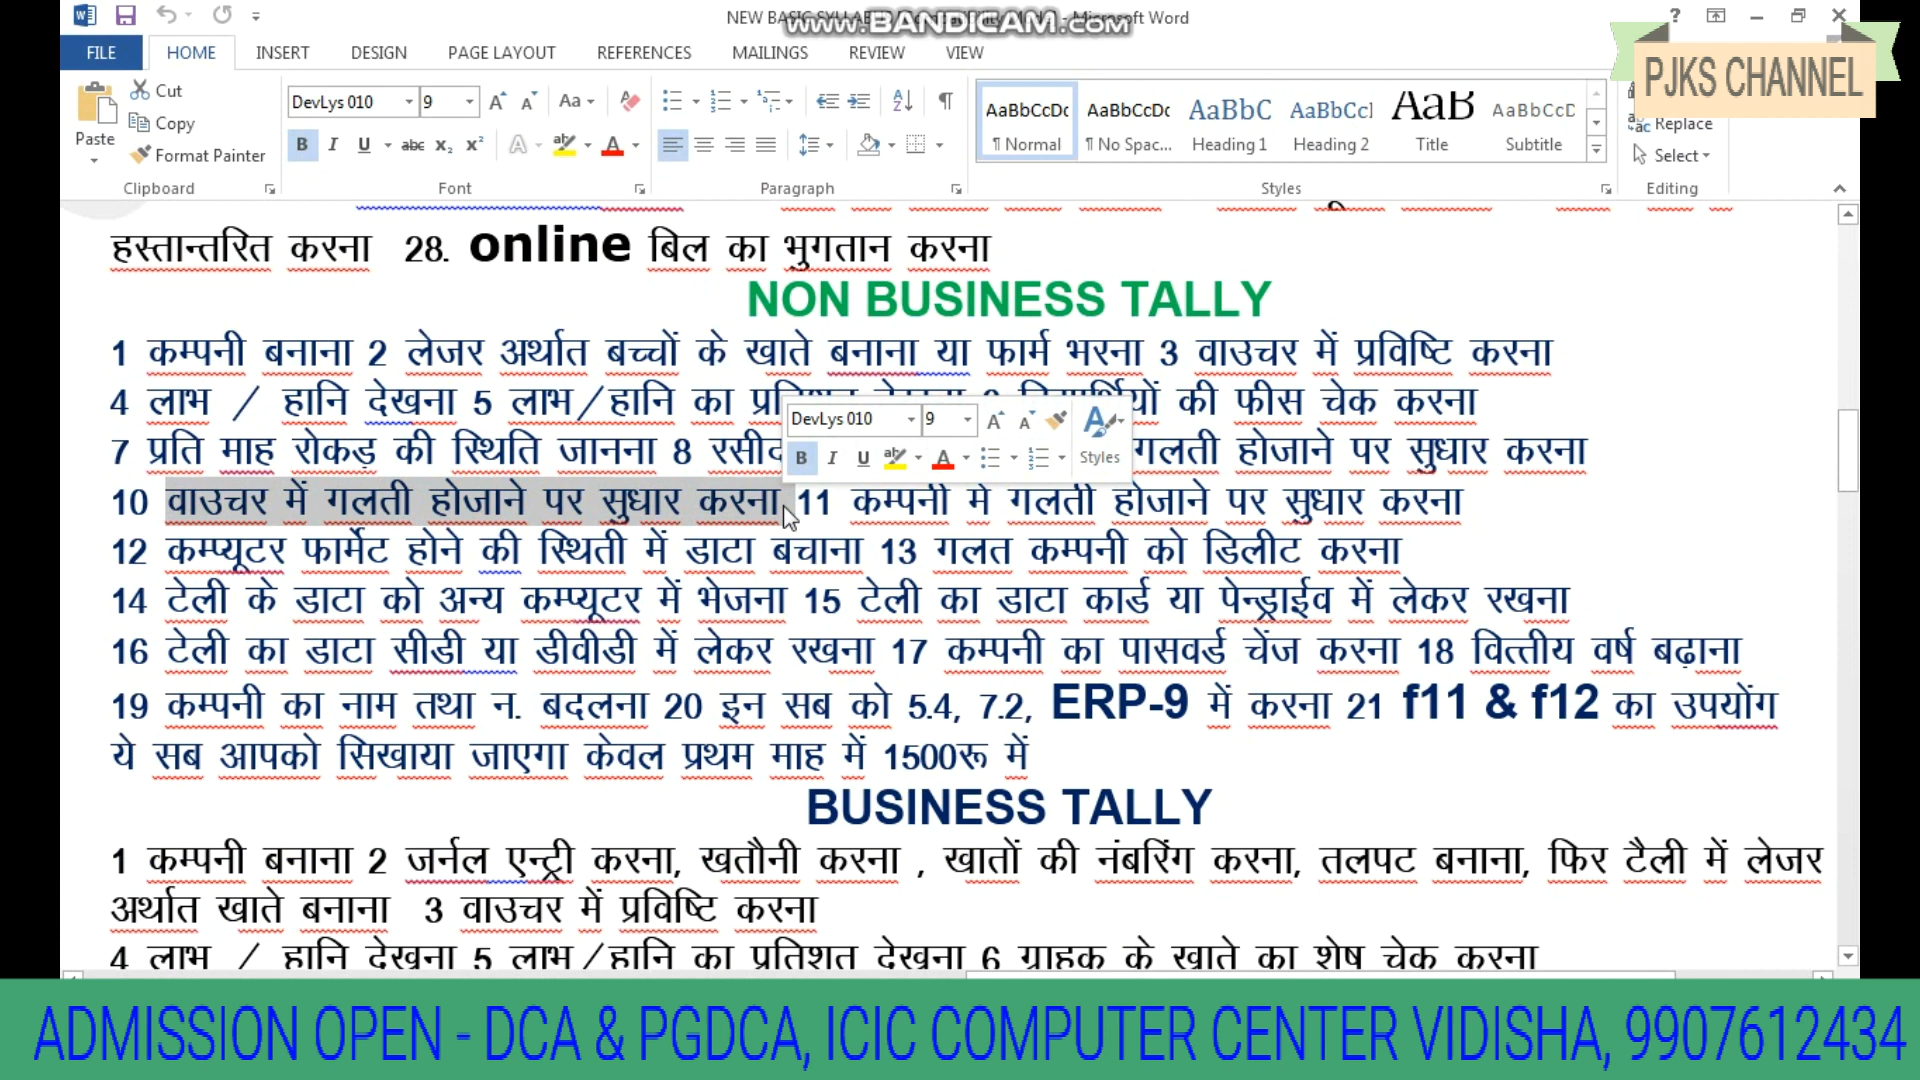 NEW BASIC SYLLAB Microsoft Word
www.BANDICAM.com
FILE HOME INSERT DESIGN PAGE LAYOUT REFERENCES MAILINGS REVIEW VIEW
PJKS CHANNEL
Paste Cut Copy Format Painter
DevLys 010 9
AaBbCcDc AaBbCcDc AaBbC AaBbCcI AaB AaBbCcD
¶ Normal ¶ No Spac... Heading 1 Heading 2 Title Subtitle
Replace
Select
Clipboard Font Paragraph Styles Editing
हस्तान्तरित करना 28. online बिल का भुगतान करना
NON BUSINESS TALLY
1 कम्पनी बनाना 2 लेजर अर्थात बच्चों के खाते बनाना या फार्म भरना 3 वाउचर में प्रविष्टि करना
4 लाभ / हानि देखना 5 लाभ/हानि का की फीस चेक करना
7 प्रति माह रोकड़ की स्थिति जानना 8 रसीद गलती होजाने पर सुधार करना
DevLys 010 9
Styles
10 वाउचर में गलती होजाने पर सुधार करना 11 कम्पनी में गलती होजाने पर सुधार करना
12 कम्प्यूटर फार्मेट होने की स्थिती में डाटा बचाना 13 गलत कम्पनी को डिलीट करना
14 टेली के डाटा को अन्य कम्प्यूटर में भेजना 15 टेली का डाटा कार्ड या पेन्ड्राईव में लेकर रखना
16 टेली का डाटा सीडी या डीवीडी में लेकर रखना 17 कम्पनी का पासवर्ड चेंज करना 18 वित्तीय वर्ष बढ़ाना
19 कम्पनी का नाम तथा न. बदलना 20 इन सब को 5.4, 7.2, ERP-9 में करना 21 f11 & f12 का उपयोंग
ये सब आपको सिखाया जाएगा केवल प्रथम माह में 1500रू में
BUSINESS TALLY
1 कम्पनी बनाना 2 जर्नल एन्ट्री करना, खतौनी करना , खातों की नंबरिंग करना, तलपट बनाना, फिर टैली में लेजर
अर्थात खाते बनाना 3 वाउचर में प्रविष्टि करना
4 लाभ / हानि देखना 5 लाभ/हानि का प्रतिशत देखना 6 ग्राहक के खाते का शेष चेक करना
ADMISSION OPEN - DCA & PGDCA, ICIC COMPUTER CENTER VIDISHA, 9907612434